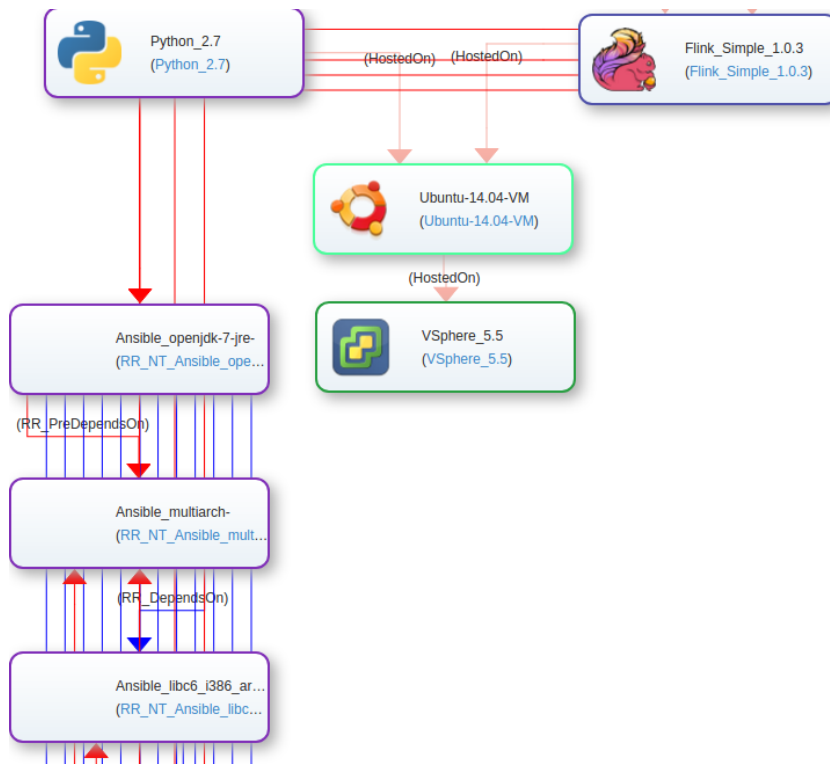 Python_2.7
(Python_2.7)
(HostedOn)
(HostedOn)
Flink_Simple_1.0.3
(Flink_Simple_1.0.3)
Ubuntu-14.04-VM
(Ubuntu-14.04-VM)
(HostedOn)
Ansible_openjdk-7-jre-
(RR_NT_Ansible_ope...
VSphere_5.5
(VSphere_5.5)
(RR_PreDependsOn)
Ansible_multiarch-
(RR_NT_Ansible_mult...
(RR_DependsOn)
Ansible_libc6_i386_ar...
(RR_NT_Ansible_libc...